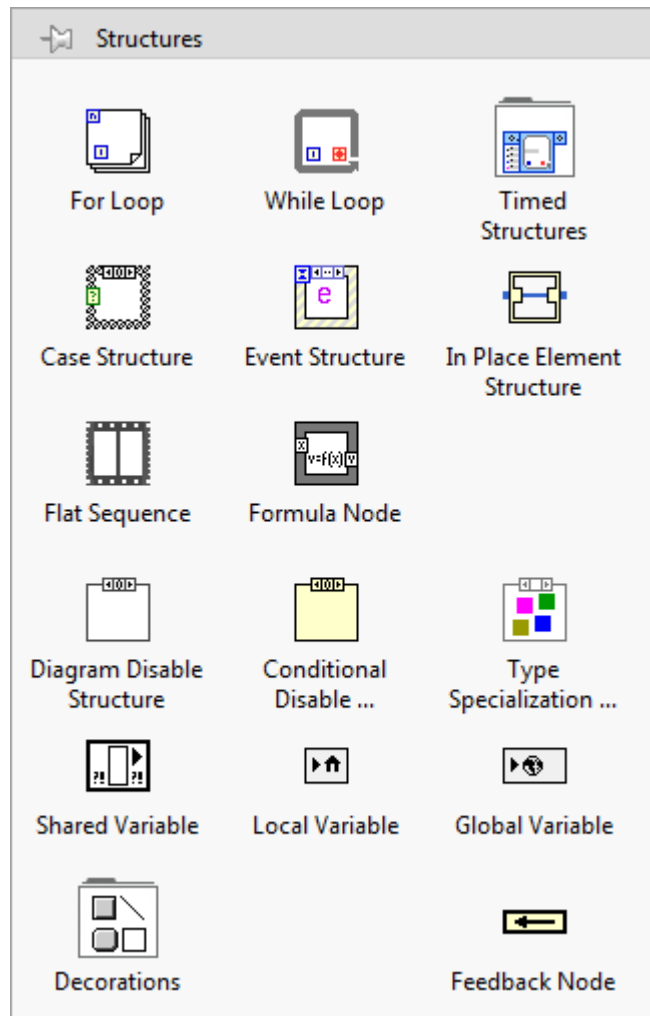 Structures
For Loop
While Loop
Timed
Structures
Case Structure
Event Structure
In Place Element
Structure
Flat Sequence
Formula Node
Diagram Disable
Structure
Conditional
Disable ...
Type
Specialization ...
Shared Variable
Local Variable
Global Variable
Decorations
Feedback Node